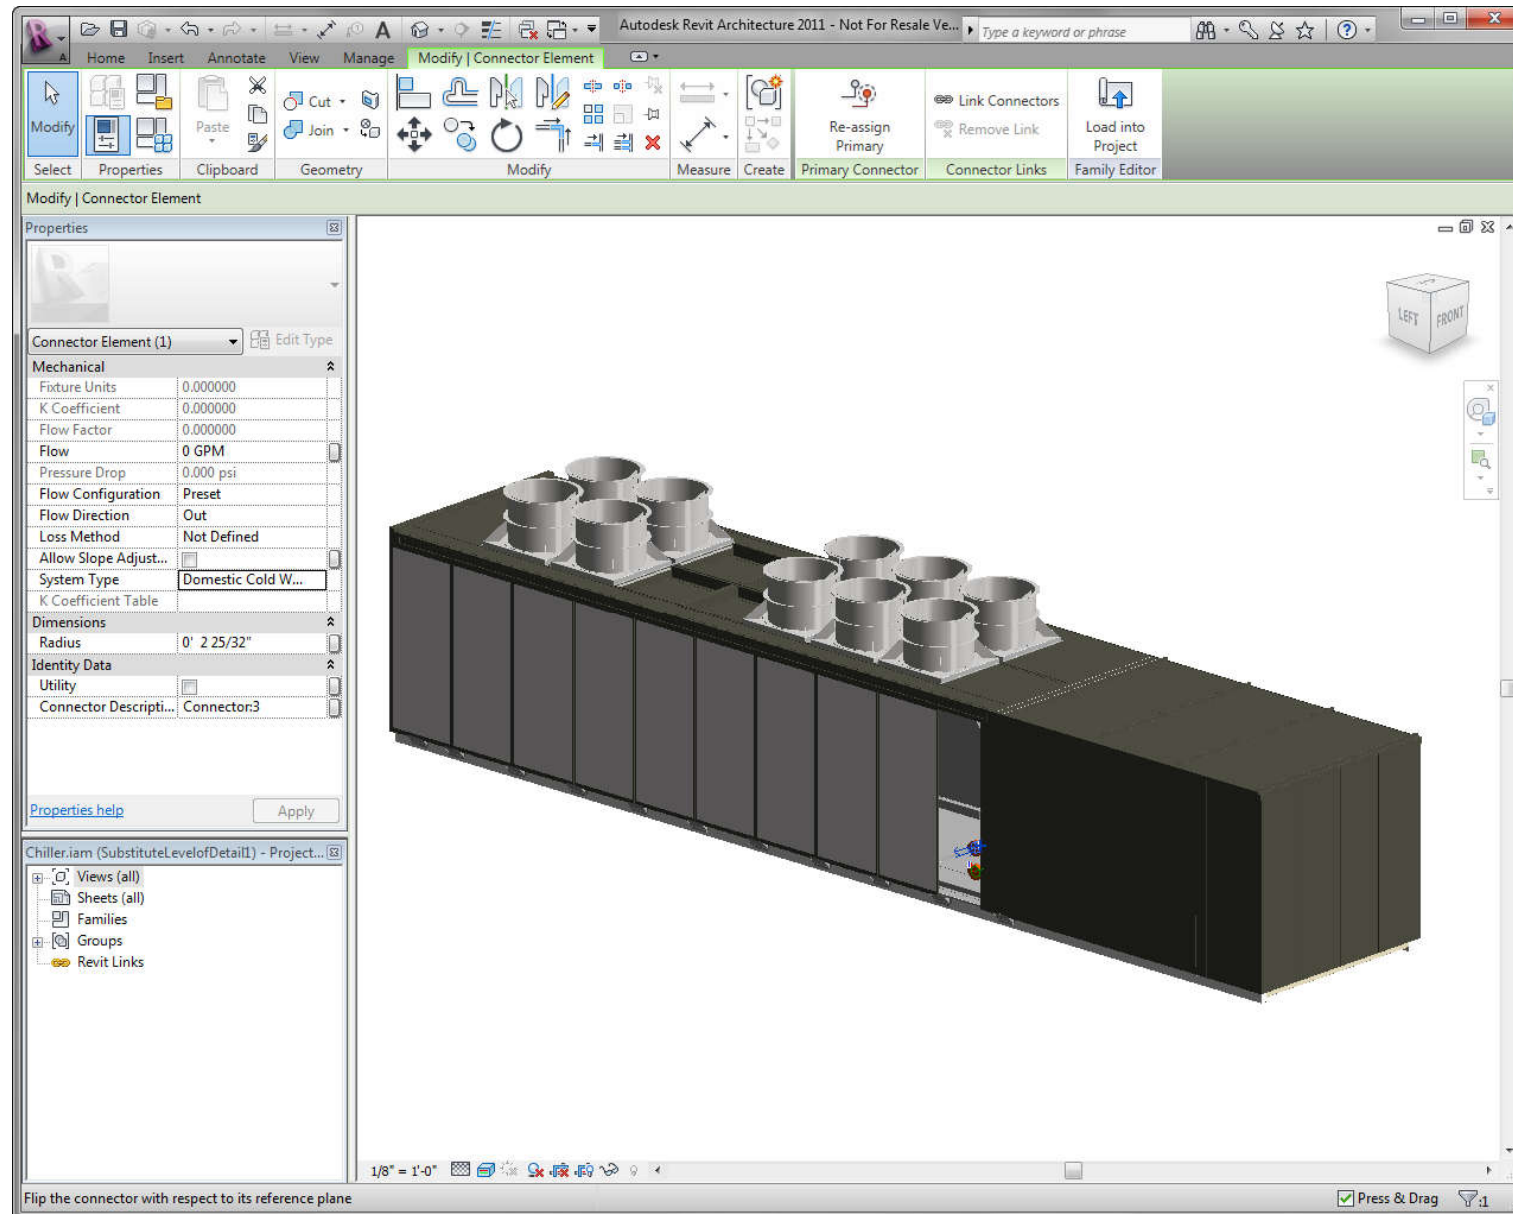 Autodesk Revit Architecture 2011 - Not For Resale Ve...
Type a keyword or phrase
Home Insert Annotate View Manage Modify | Connector Element
Modify
Paste
Cut
Join
Re-assign Primary
Link Connectors
Remove Link
Load into Project
Select Properties Clipboard Geometry Modify Measure Create Primary Connector Connector Links Family Editor
Modify | Connector Element
Properties
Connector Element (1) Edit Type
Mechanical
Fixture Units 0.000000
K Coefficient 0.000000
Flow Factor 0.000000
Flow 0 GPM
Pressure Drop 0.000 psi
Flow Configuration Preset
Flow Direction Out
Loss Method Not Defined
Allow Slope Adjust...
System Type Domestic Cold W...
K Coefficient Table
Dimensions
Radius 0' 2 25/32"
Identity Data
Utility
Connector Descripti... Connector:3
Properties help Apply
Chiller.iam (SubstituteLevelofDetail1) - Project...
Views (all)
Sheets (all)
Families
Groups
Revit Links
LEFT FRONT
1/8" = 1'-0"
Flip the connector with respect to its reference plane
Press & Drag :1